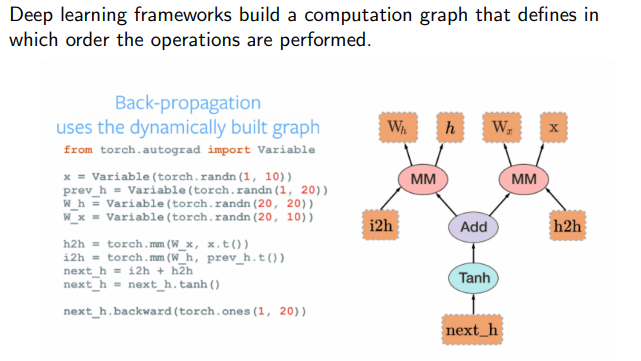 Deep learning frameworks build a computation graph that defines in
which order the operations are performed.
Back-propagation
uses the dynamically built graph
from torch.autograd import Variable
x = Variable(torch.randn(1, 10))
prev_h = Variable(torch.randn(1, 20))
W_h = Variable(torch.randn(20, 20))
W_x = Variable(torch.randn(20, 10))
h2h = torch.mm(W_x, x.t())
i2h = torch.mm(W_h, prev_h.t())
next_h = i2h + h2h
next_h = next_h.tanh()
next_h.backward(torch.ones(1, 20))
Wₕ h Wₓ x
MM MM
i2h Add h2h
Tanh
next_h